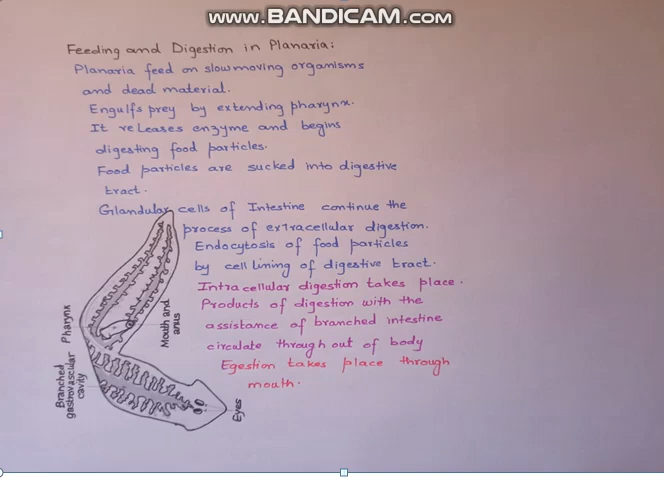 www.BANDICAM.com
Feeding and Digestion in Planaria:
Planaria feed on slowmoving organisms
and dead material.
Engulfs prey by extending pharynx.
It releases enzyme and begins
digesting food particles.
Food particles are sucked into digestive
tract.
Glandular cells of Intestine continue the
process of extracellular digestion.
Endocytosis of food particles
by cell lining of digestive tract.
Intracellular digestion takes place.
Products of digestion with the
assistance of branched intestine
circulate through out of body
Egestion takes place through
mouth.
Pharynx
Mouth and
anus
Branched
gastrovascular
cavity
Eyes